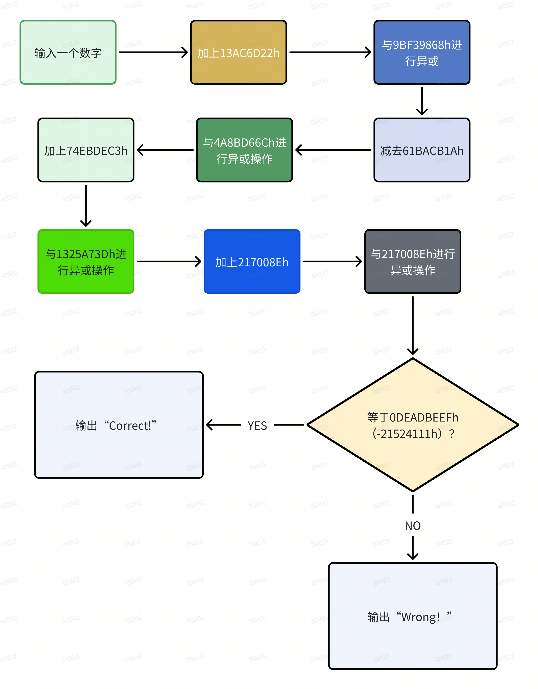 输入一个数字
加上13AC6D22h
与9BF39868h进
行异或
加上74EBDEC3h
与4A8BD66Ch进
行异或操作
减去61BACB1Ah
与1325A73Dh进
行异或操作
加上217008Eh
与217008Eh进行
异或操作
等于0DEADBEEFh
（-21524111h）？
输出“Correct!”
YES
NO
输出“Wrong！”